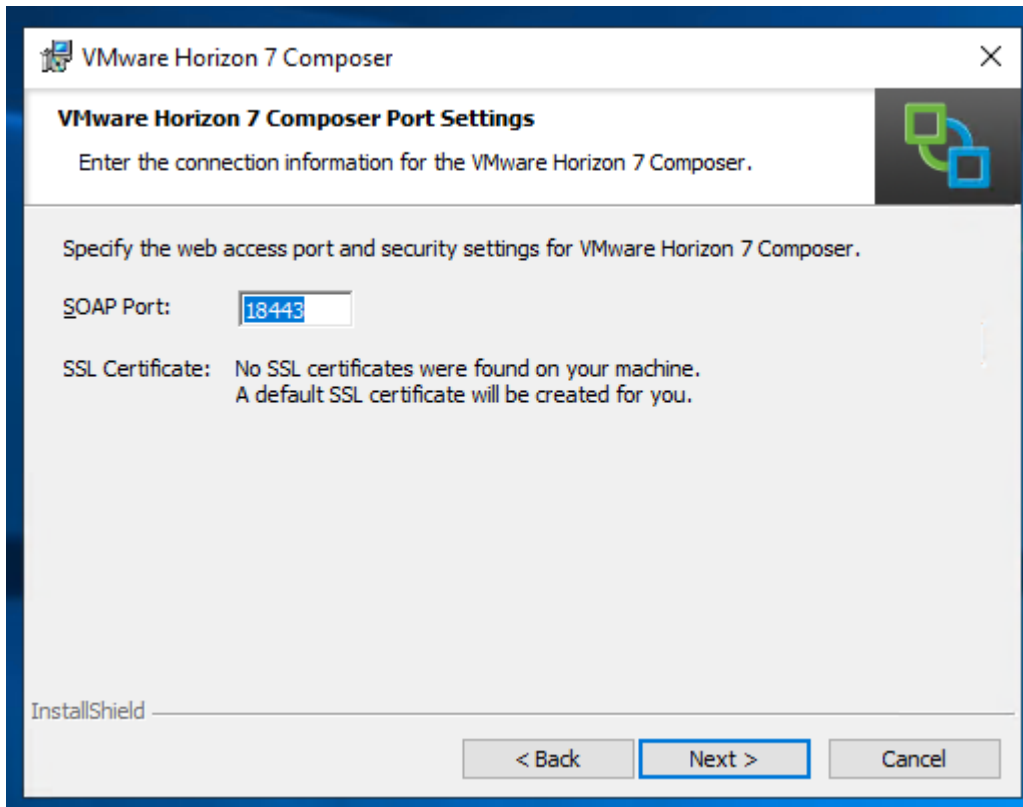 VMware Horizon 7 Composer
VMware Horizon 7 Composer Port Settings
Enter the connection information for the VMware Horizon 7 Composer.
Specify the web access port and security settings for VMware Horizon 7 Composer.
SOAP Port: 18443
SSL Certificate: No SSL certificates were found on your machine.
A default SSL certificate will be created for you.
InstallShield
< Back Next > Cancel